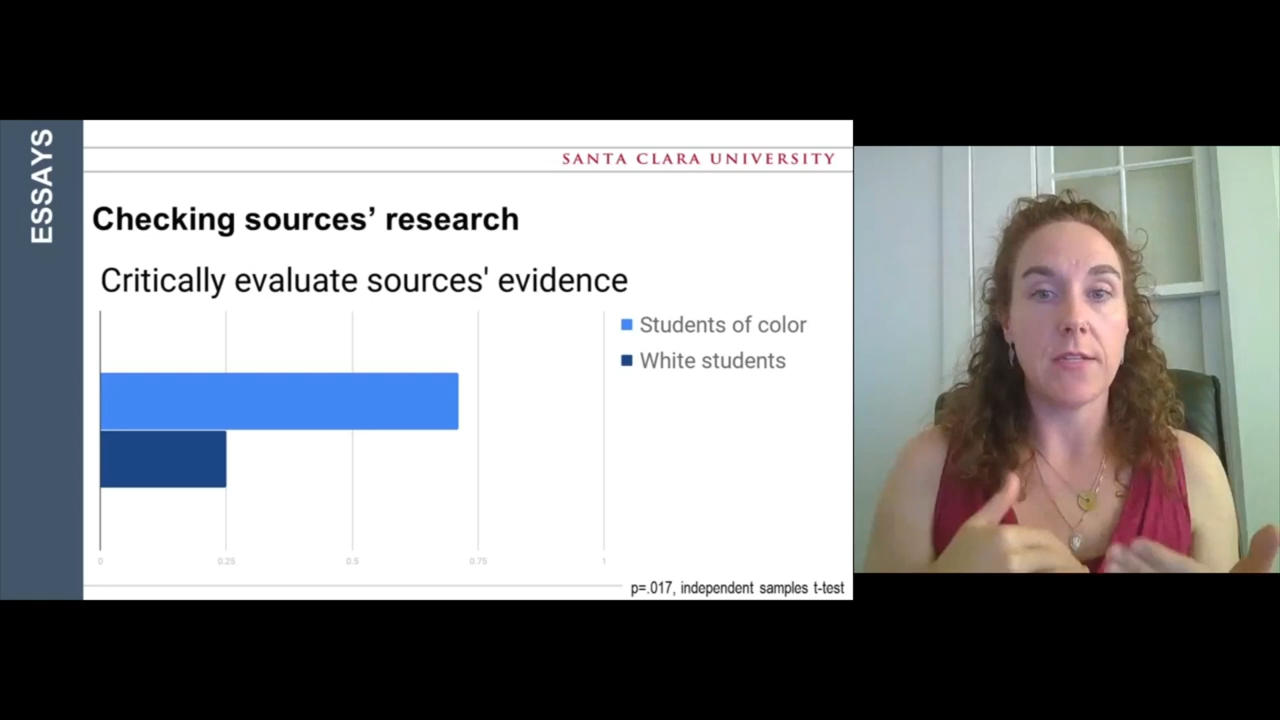 ESSAYS
SANTA CLARA UNIVERSITY
Checking sources’ research
Critically evaluate sources' evidence
Students of color
White students
0 0.25 0.5 0.75 1
p=.017, independent samples t-test